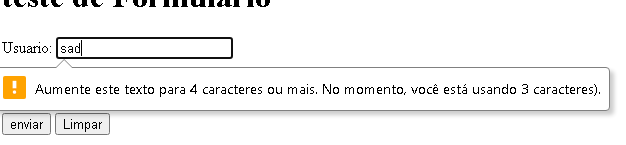 teste de Formulario
Usuario: sad
Aumente este texto para 4 caracteres ou mais. No momento, você está usando 3 caracteres).
enviar Limpar